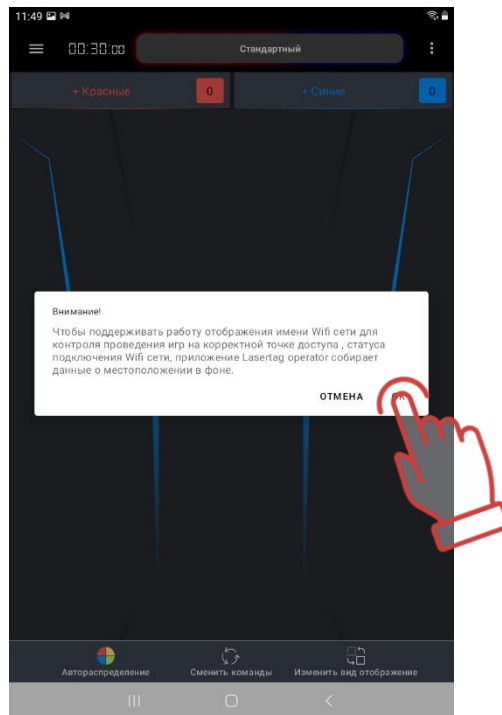 11:49
00:30:00 Стандартный
+ Красные 0 + Синие 0
Внимание!
Чтобы поддерживать работу отображения имени Wifi сети для
контроля проведения игр на корректной точке доступа , статуса
подключения Wifi сети, приложение Lasertag operator собирает
данные о местоположении в фоне.
ОТМЕНА ОК
Автораспределение Сменить команды Изменить вид отображение